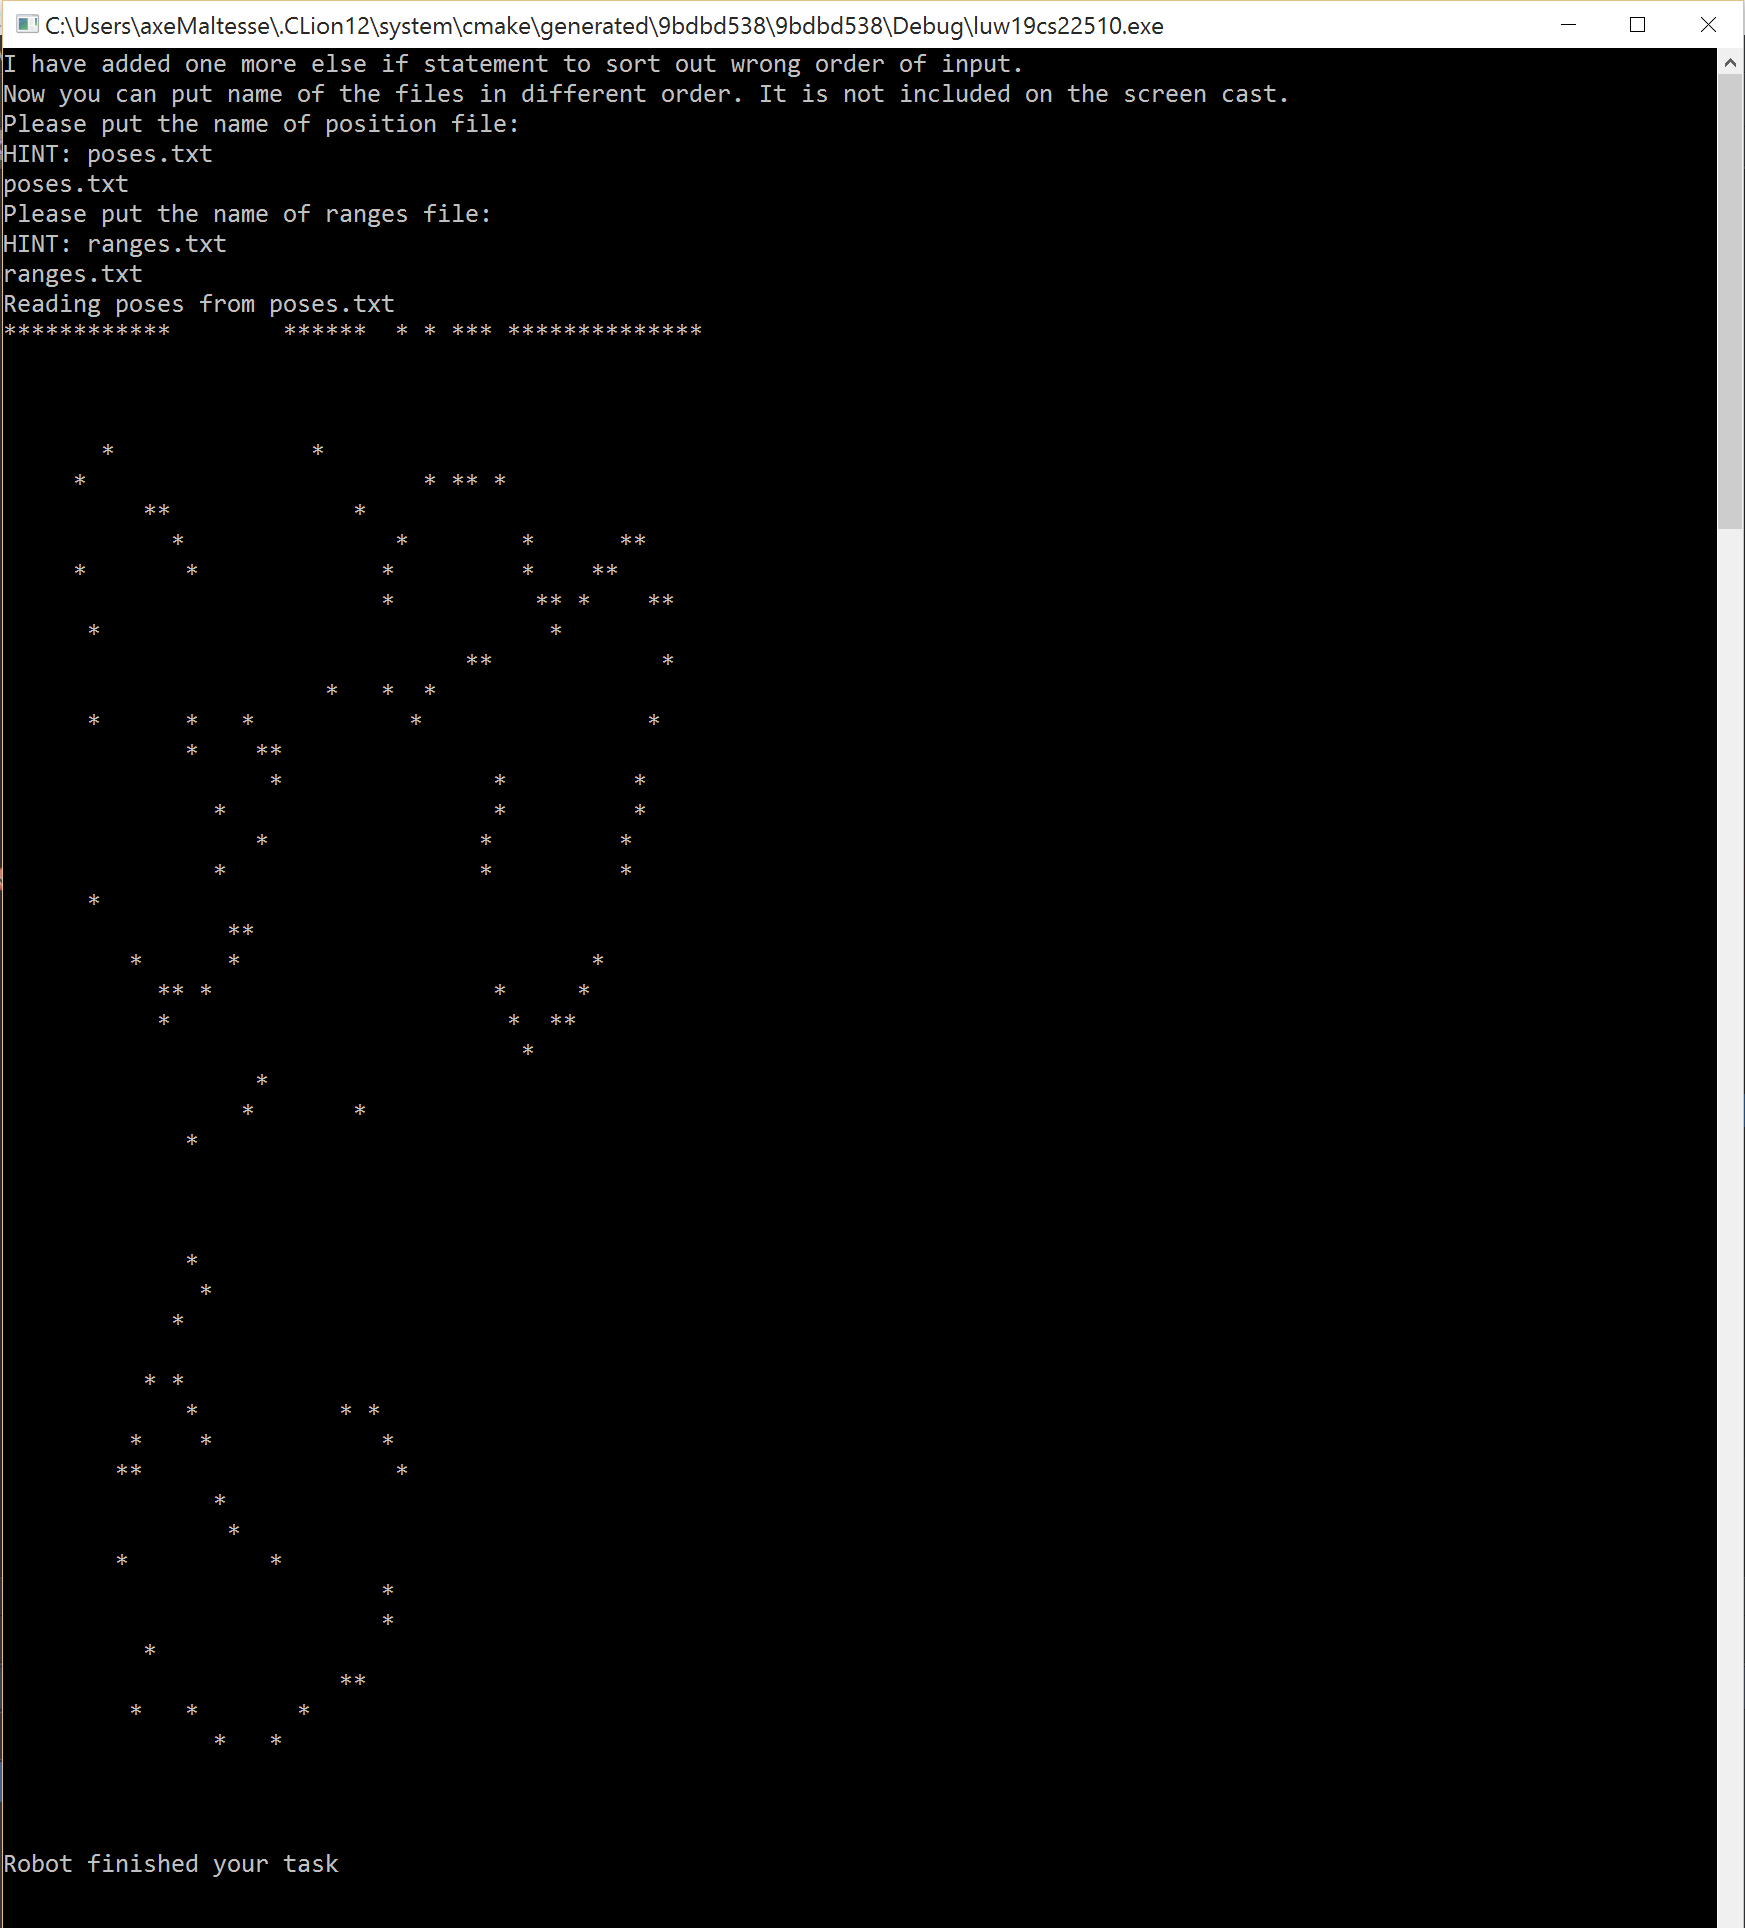 C:\Users\axeMaltesse\.CLion12\system\cmake\generated\9bdbd538\9bdbd538\Debug\luw19cs22510.exe
I have added one more else if statement to sort out wrong order of input.
Now you can put name of the files in different order. It is not included on the screen cast.
Please put the name of position file:
HINT: poses.txt
poses.txt
Please put the name of ranges file:
HINT: ranges.txt
ranges.txt
Reading poses from poses.txt
************        ******  * * *** **************
       *              *
     *                        * ** *
          **             *
            *               *        *      **
     *       *             *         *    **
                           *          ** *    **
      *                                *
                                 **            *
                       *   *  *
      *      *   *           *                *
             *    **
                   *               *         *
               *                   *          *
                  *               *         *
               *                  *         *
      *
                **
         *      *                         *
           ** *                    *     *
           *                        *  **
                                     *
                  *
                 *       *
             *
             *
              *
            *
          * *
             *          * *
         *    *            *
        **                  *
               *
                *
        *          *
                           *
                           *
          *
                        **
         *   *       *
               *   *
Robot finished your task